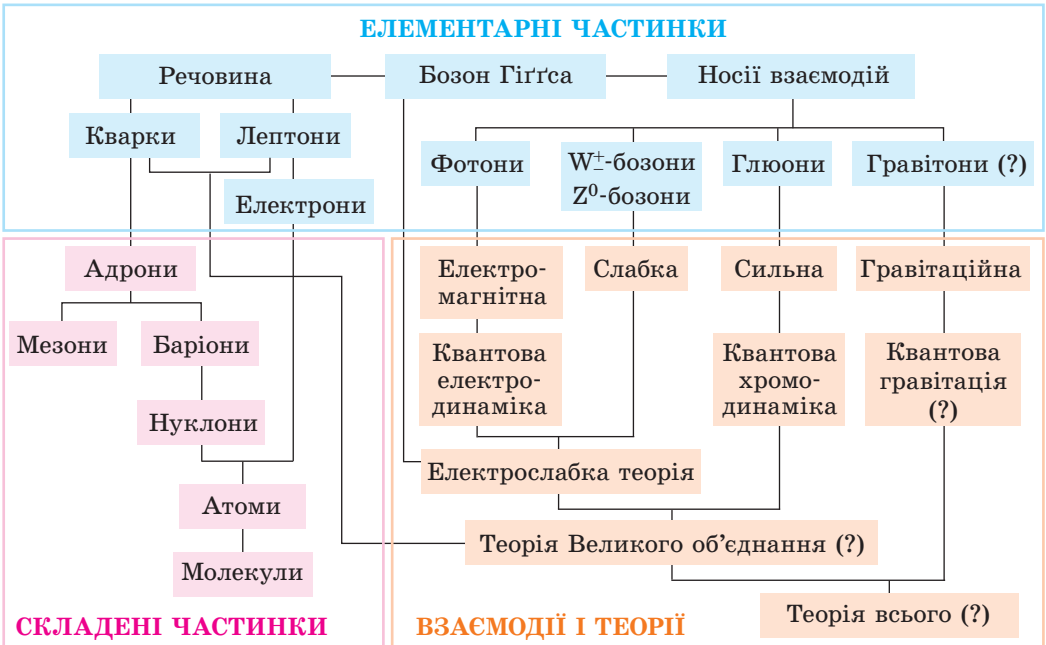 ЕЛЕМЕНТАРНІ ЧАСТИНКИ
Речовина
Бозон Гіґґса
Носії взаємодій
Кварки
Лептони
Електрони
Фотони
W±-бозони
Z⁰-бозони
Глюони
Гравітони (?)
Адрони
Мезони
Баріони
Нуклони
Атоми
Молекули
СКЛАДЕНІ ЧАСТИНКИ
Електро-
магнітна
Слабка
Сильна
Гравітаційна
Квантова
електро-
динаміка
Квантова
хромо-
динаміка
Квантова
гравітація
(?)
Електрослабка теорія
Теорія Великого об’єднання (?)
Теорія всього (?)
ВЗАЄМОДІЇ І ТЕОРІЇ